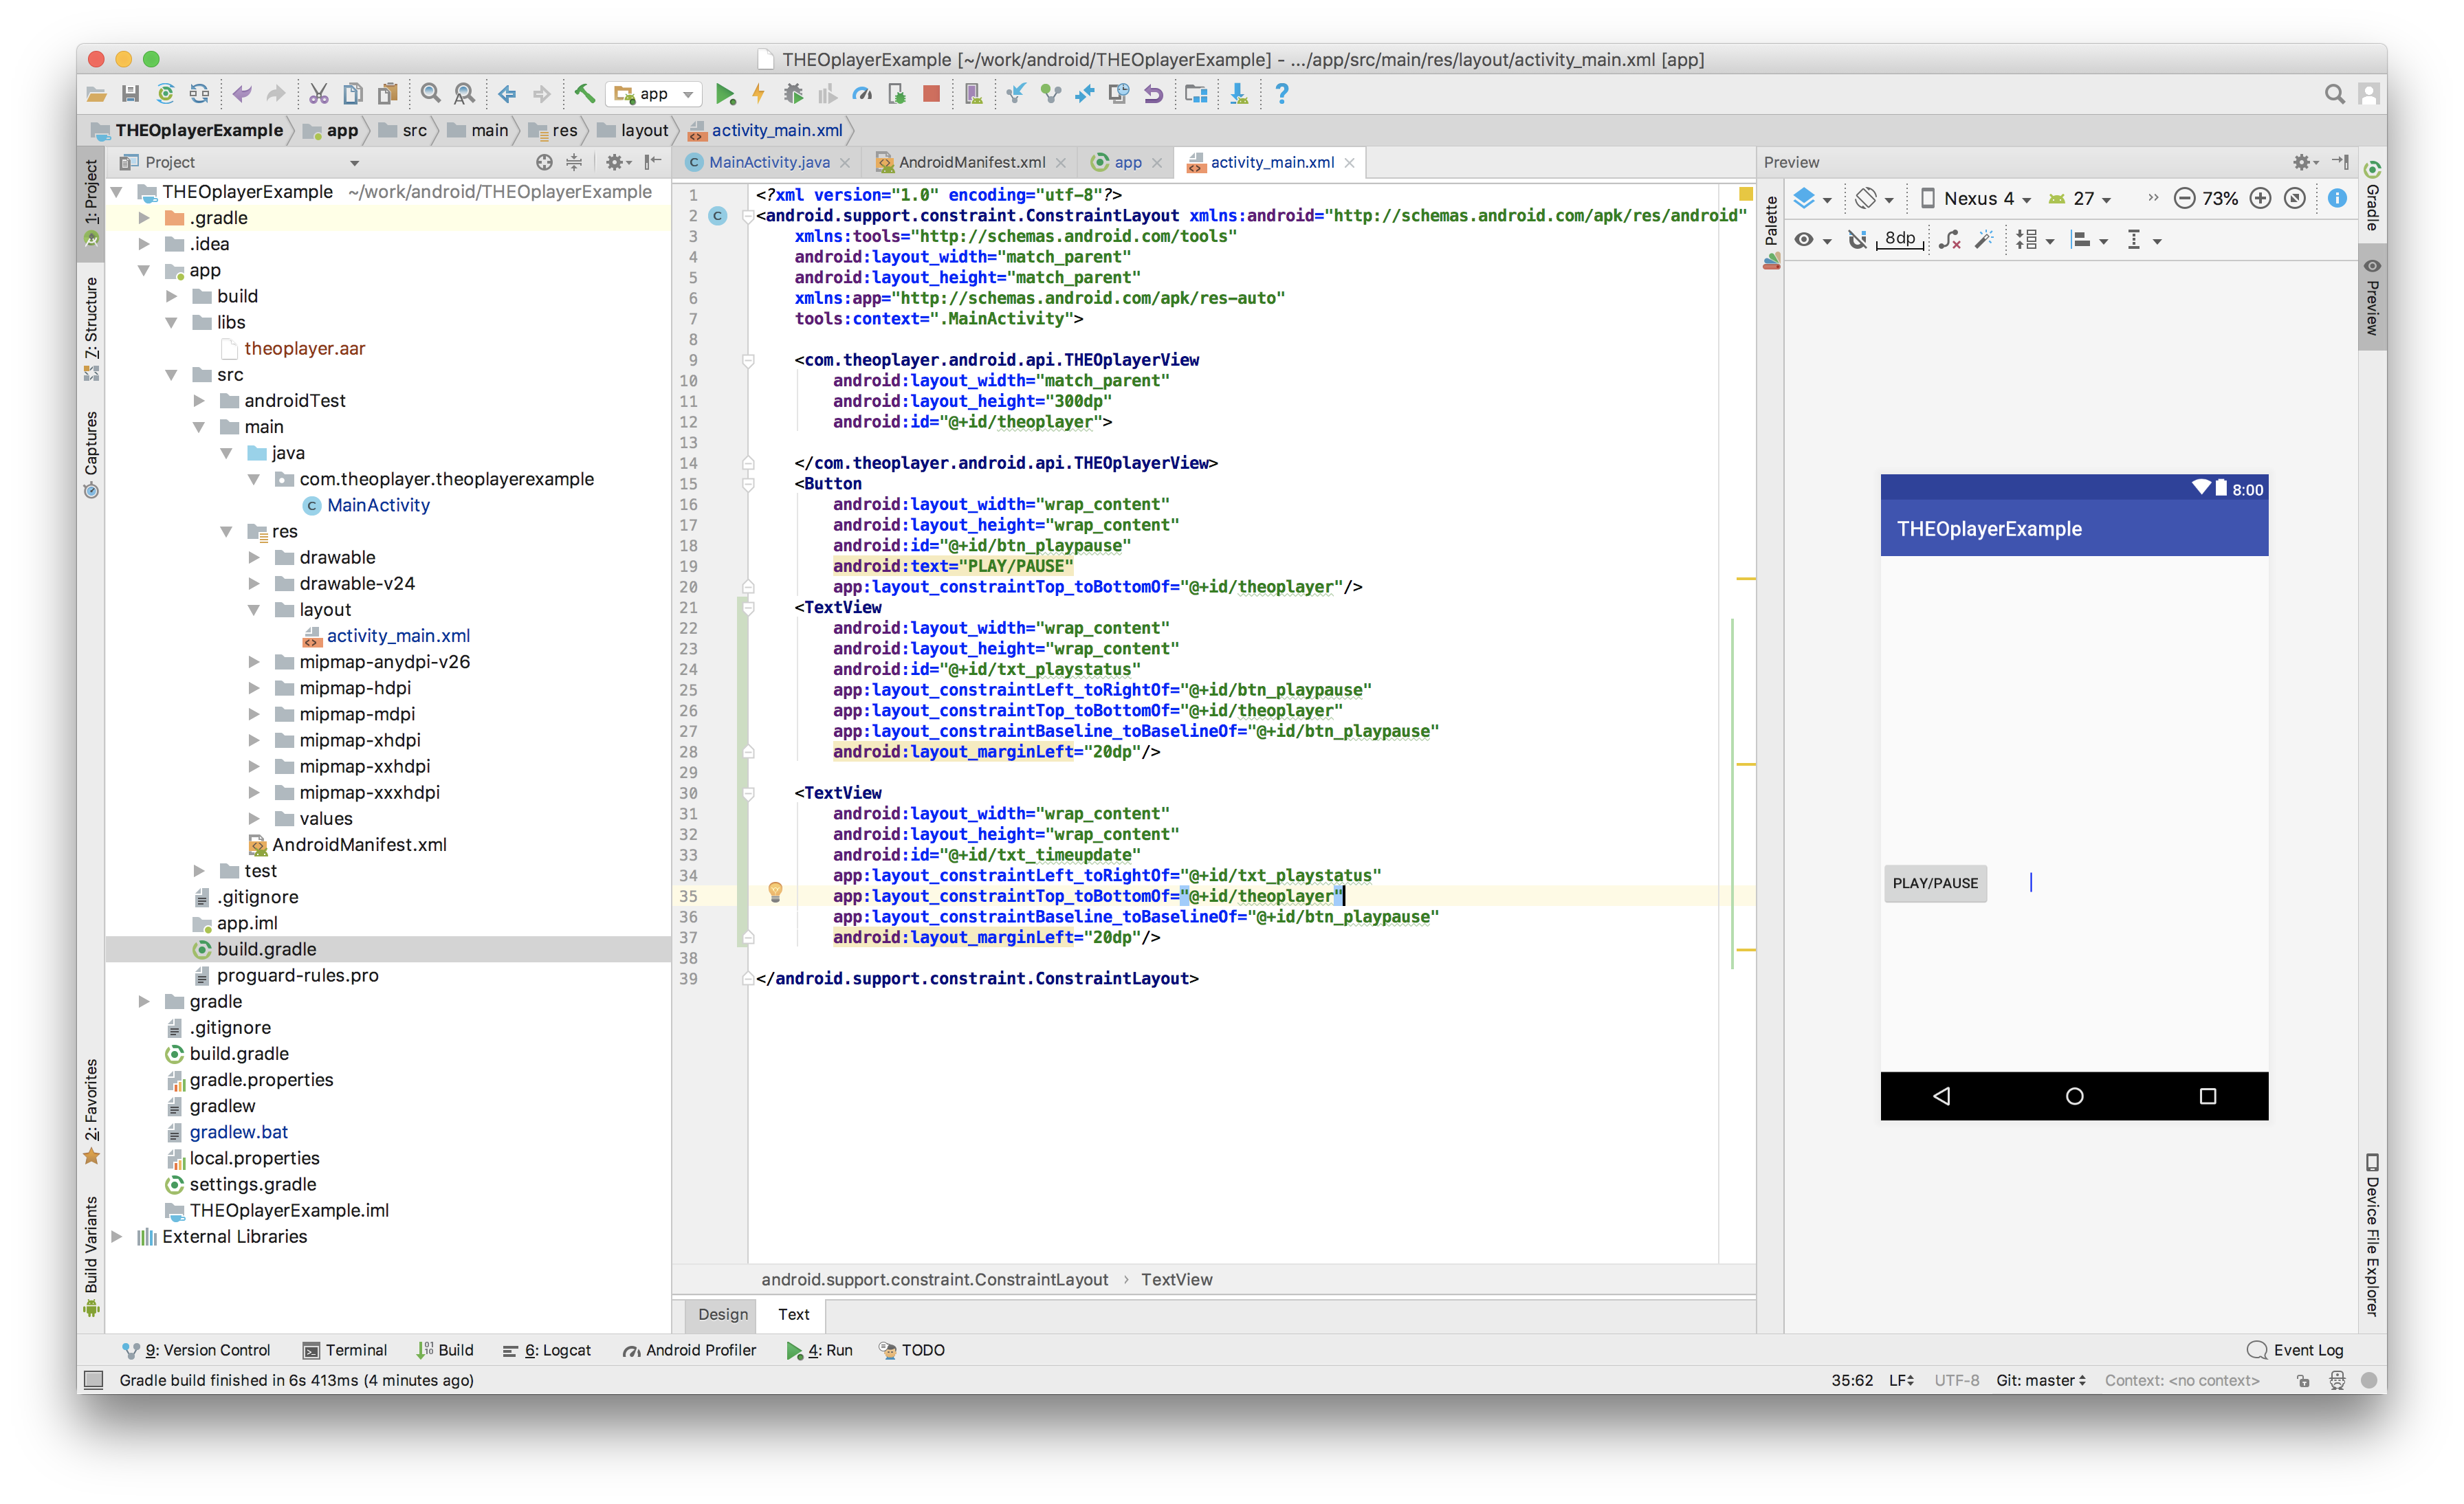 THEOplayerExample [~/work/android/THEOplayerExample] - .../app/src/main/res/layout/activity_main.xml [app]
app
THEOplayerExample app src main res layout activity_main.xml
Project
MainActivity.java AndroidManifest.xml app activity_main.xml
Preview
1: Project
Z: Structure
Captures
2: Favorites
Build Variants
THEOplayerExample ~/work/android/THEOplayerExample
.gradle
.idea
app
build
libs
theoplayer.aar
src
androidTest
main
java
com.theoplayer.theoplayerexample
MainActivity
res
drawable
drawable-v24
layout
activity_main.xml
mipmap-anydpi-v26
mipmap-hdpi
mipmap-mdpi
mipmap-xhdpi
mipmap-xxhdpi
mipmap-xxxhdpi
values
AndroidManifest.xml
test
.gitignore
app.iml
build.gradle
proguard-rules.pro
gradle
.gitignore
build.gradle
gradle.properties
gradlew
gradlew.bat
local.properties
settings.gradle
THEOplayerExample.iml
External Libraries
1 <?xml version="1.0" encoding="utf-8"?>
2 <android.support.constraint.ConstraintLayout xmlns:android="http://schemas.android.com/apk/res/android"
3 xmlns:tools="http://schemas.android.com/tools"
4 android:layout_width="match_parent"
5 android:layout_height="match_parent"
6 xmlns:app="http://schemas.android.com/apk/res-auto"
7 tools:context=".MainActivity">
8
9 <com.theoplayer.android.api.THEOplayerView
10 android:layout_width="match_parent"
11 android:layout_height="300dp"
12 android:id="@+id/theoplayer">
13
14 </com.theoplayer.android.api.THEOplayerView>
15 <Button
16 android:layout_width="wrap_content"
17 android:layout_height="wrap_content"
18 android:id="@+id/btn_playpause"
19 android:text="PLAY/PAUSE"
20 app:layout_constraintTop_toBottomOf="@+id/theoplayer"/>
21 <TextView
22 android:layout_width="wrap_content"
23 android:layout_height="wrap_content"
24 android:id="@+id/txt_playstatus"
25 app:layout_constraintLeft_toRightOf="@+id/btn_playpause"
26 app:layout_constraintTop_toBottomOf="@+id/theoplayer"
27 app:layout_constraintBaseline_toBaselineOf="@+id/btn_playpause"
28 android:layout_marginLeft="20dp"/>
29
30 <TextView
31 android:layout_width="wrap_content"
32 android:layout_height="wrap_content"
33 android:id="@+id/txt_timeupdate"
34 app:layout_constraintLeft_toRightOf="@+id/txt_playstatus"
35 app:layout_constraintTop_toBottomOf="@+id/theoplayer"
36 app:layout_constraintBaseline_toBaselineOf="@+id/btn_playpause"
37 android:layout_marginLeft="20dp"/>
38
39 </android.support.constraint.ConstraintLayout>
android.support.constraint.ConstraintLayout › TextView
Design Text
Palette
Nexus 4 27 » 73%
8dp
8:00
THEOplayerExample
PLAY/PAUSE
Gradle
Preview
Device File Explorer
9: Version Control Terminal Build 6: Logcat Android Profiler 4: Run TODO Event Log
Gradle build finished in 6s 413ms (4 minutes ago) 35:62 LF UTF-8 Git: master Context: <no context>